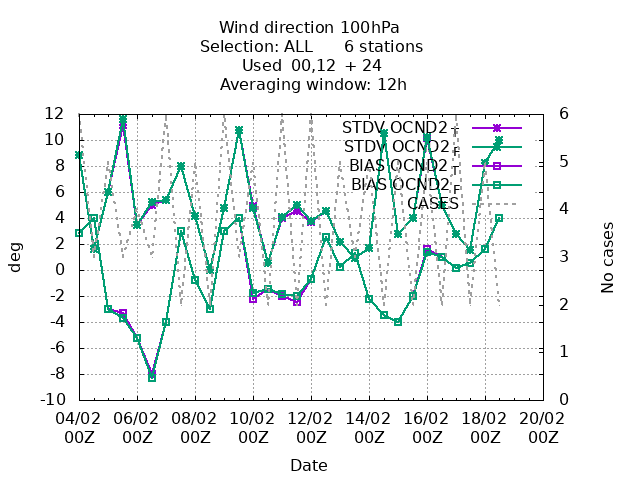 Wind direction 100hPa
Selection: ALL 6 stations
Used 00,12 + 24
Averaging window: 12h
STDV OCND2 T
STDV OCND2 F
BIAS OCND2 T
BIAS OCND2 F
CASES
12
10
8
6
4
2
0
-2
-4
-6
-8
-10
deg
6
5
4
3
2
1
0
No cases
04/02 06/02 08/02 10/02 12/02 14/02 16/02 18/02 20/02
00Z 00Z 00Z 00Z 00Z 00Z 00Z 00Z 00Z
Date